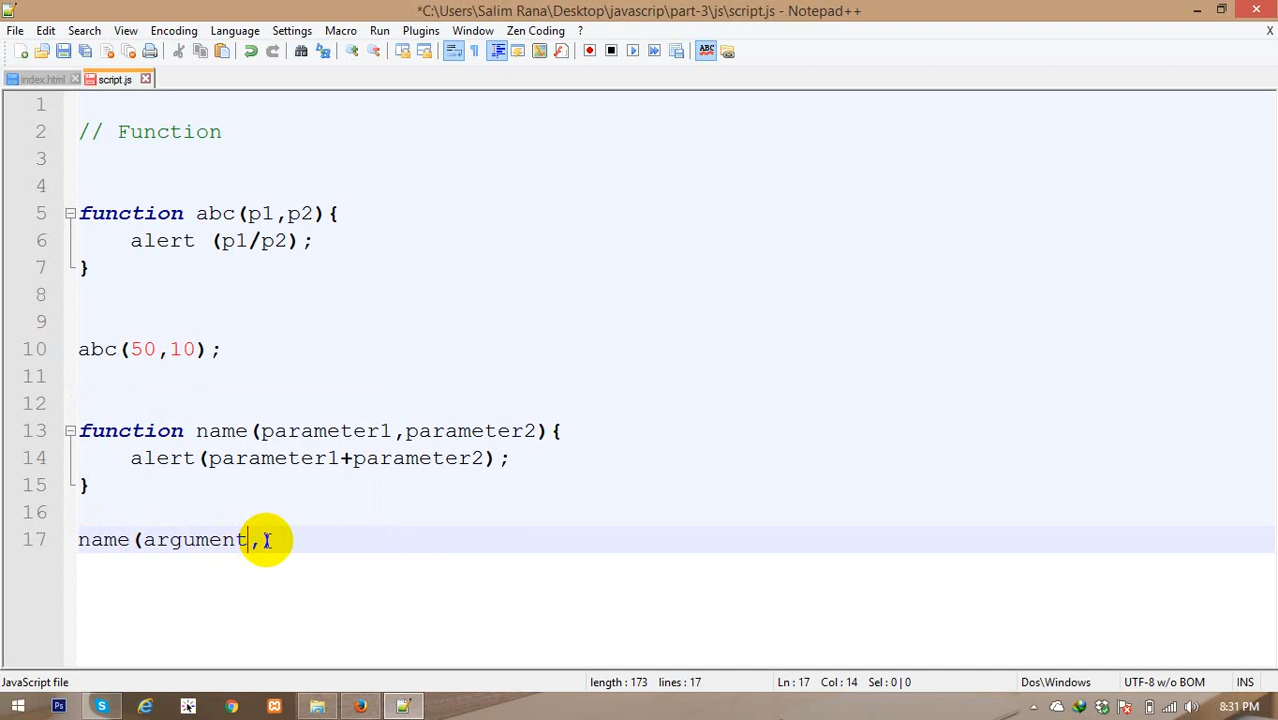 *C:\Users\Salim Rana\Desktop\javascrip\part-3\js\script.js - Notepad++
File Edit Search View Encoding Language Settings Macro Run Plugins Window Zen Coding ? X
index.html script.js
1
2 // Function
3
4
5 function abc(p1,p2){
6 alert (p1/p2);
7 }
8
9
10 abc(50,10);
11
12
13 function name(parameter1,parameter2){
14 alert(parameter1+parameter2);
15 }
16
17 name(argument,
JavaScript file length : 173 lines : 17 Ln : 17 Col : 14 Sel : 0 | 0 Dos\Windows UTF-8 w/o BOM INS
8:31 PM